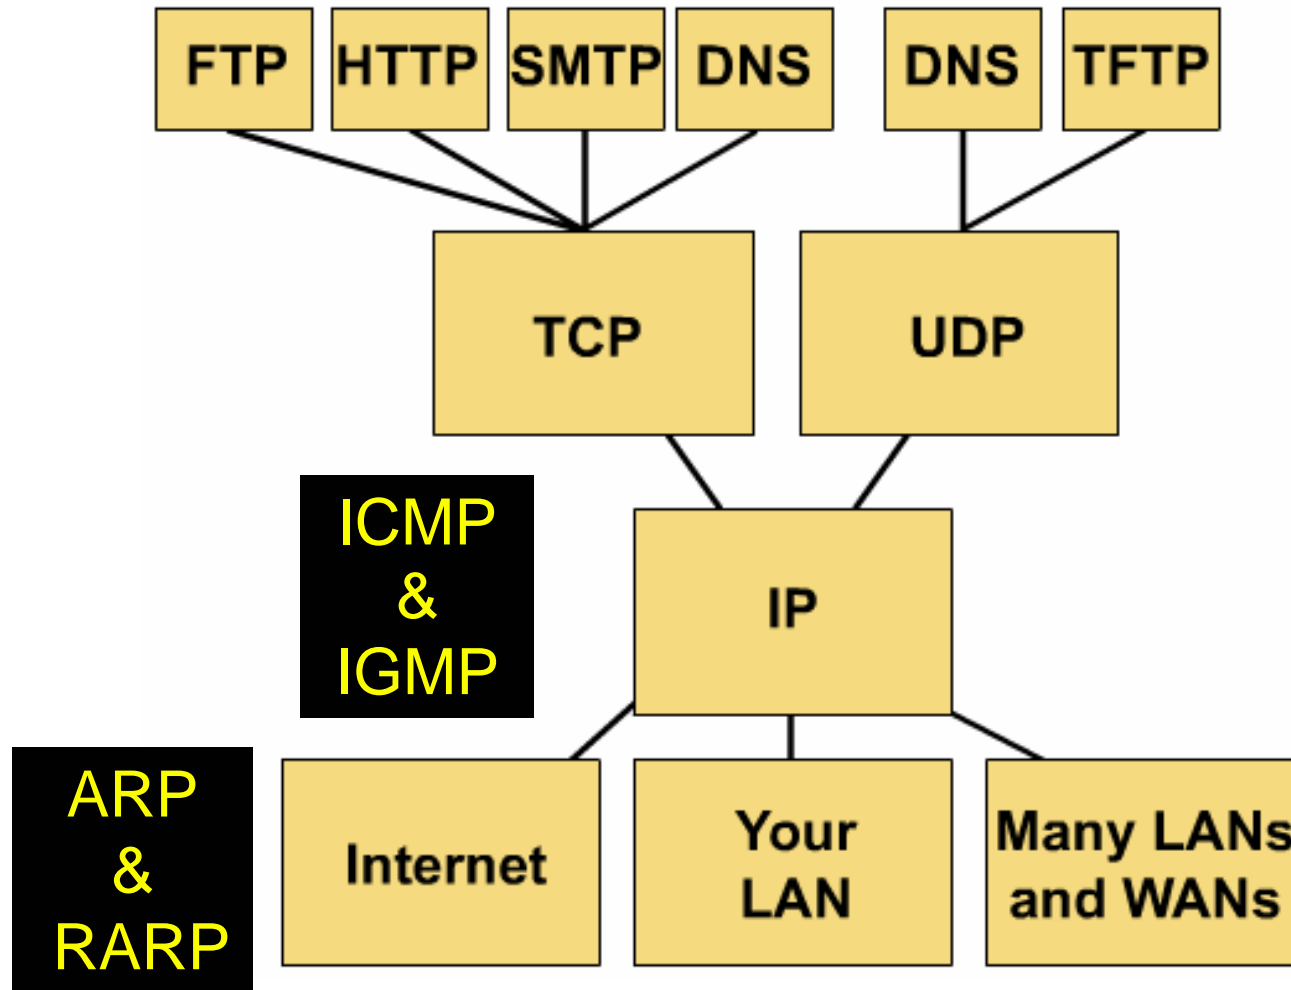 FTP
HTTP
SMTP
DNS
DNS
TFTP
TCP
UDP
ICMP
&
IGMP
IP
ARP
&
RARP
Internet
Your
LAN
Many LANs
and WANs